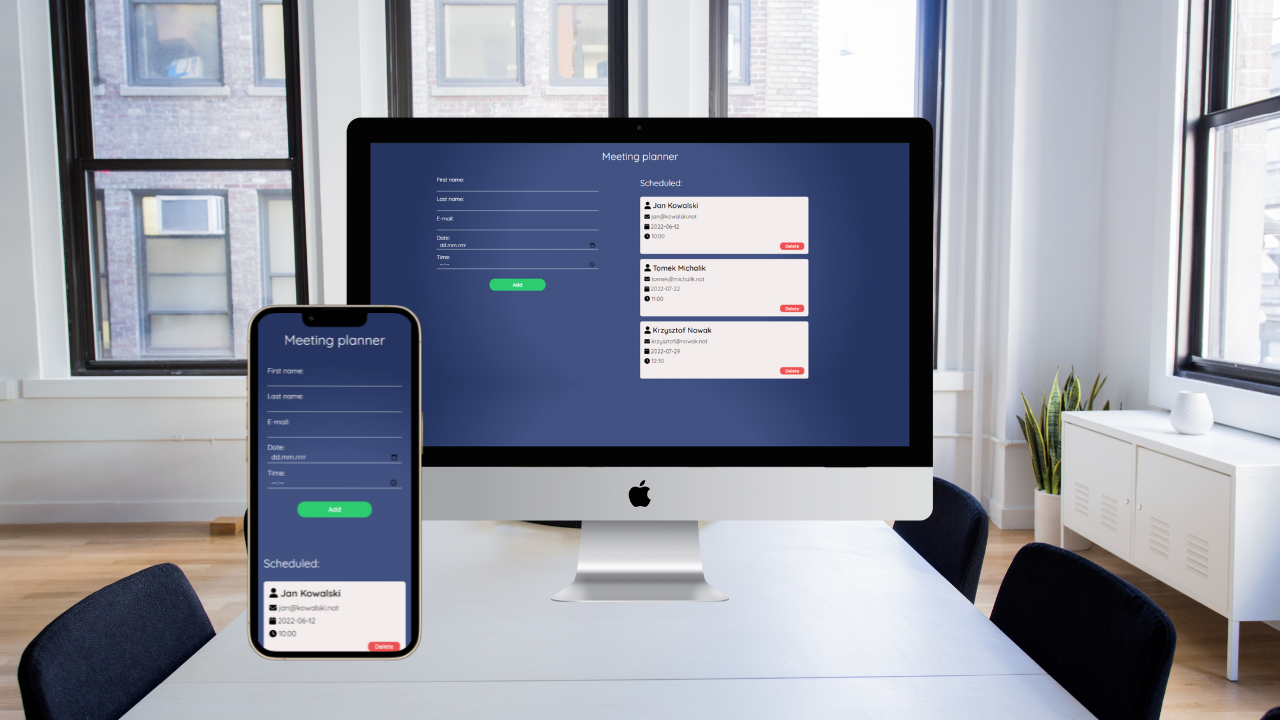 Meeting planner
First name:
Last name:
E-mail:
Date:
dd.mm.rrrr
Time:
--:--
Add
Scheduled:
Jan Kowalski
jan@kowalski.not
2022-06-12
10:00
Delete
Tomek Michalik
tomek@michalik.not
2022-07-22
11:00
Delete
Krzysztof Nowak
krzysztof@nowak.not
2022-07-29
12:30
Delete
Meeting planner
First name:
Last name:
E-mail:
Date:
dd.mm.rrrr
Time:
--:--
Add
Scheduled:
Jan Kowalski
jan@kowalski.not
2022-06-12
10:00
Delete